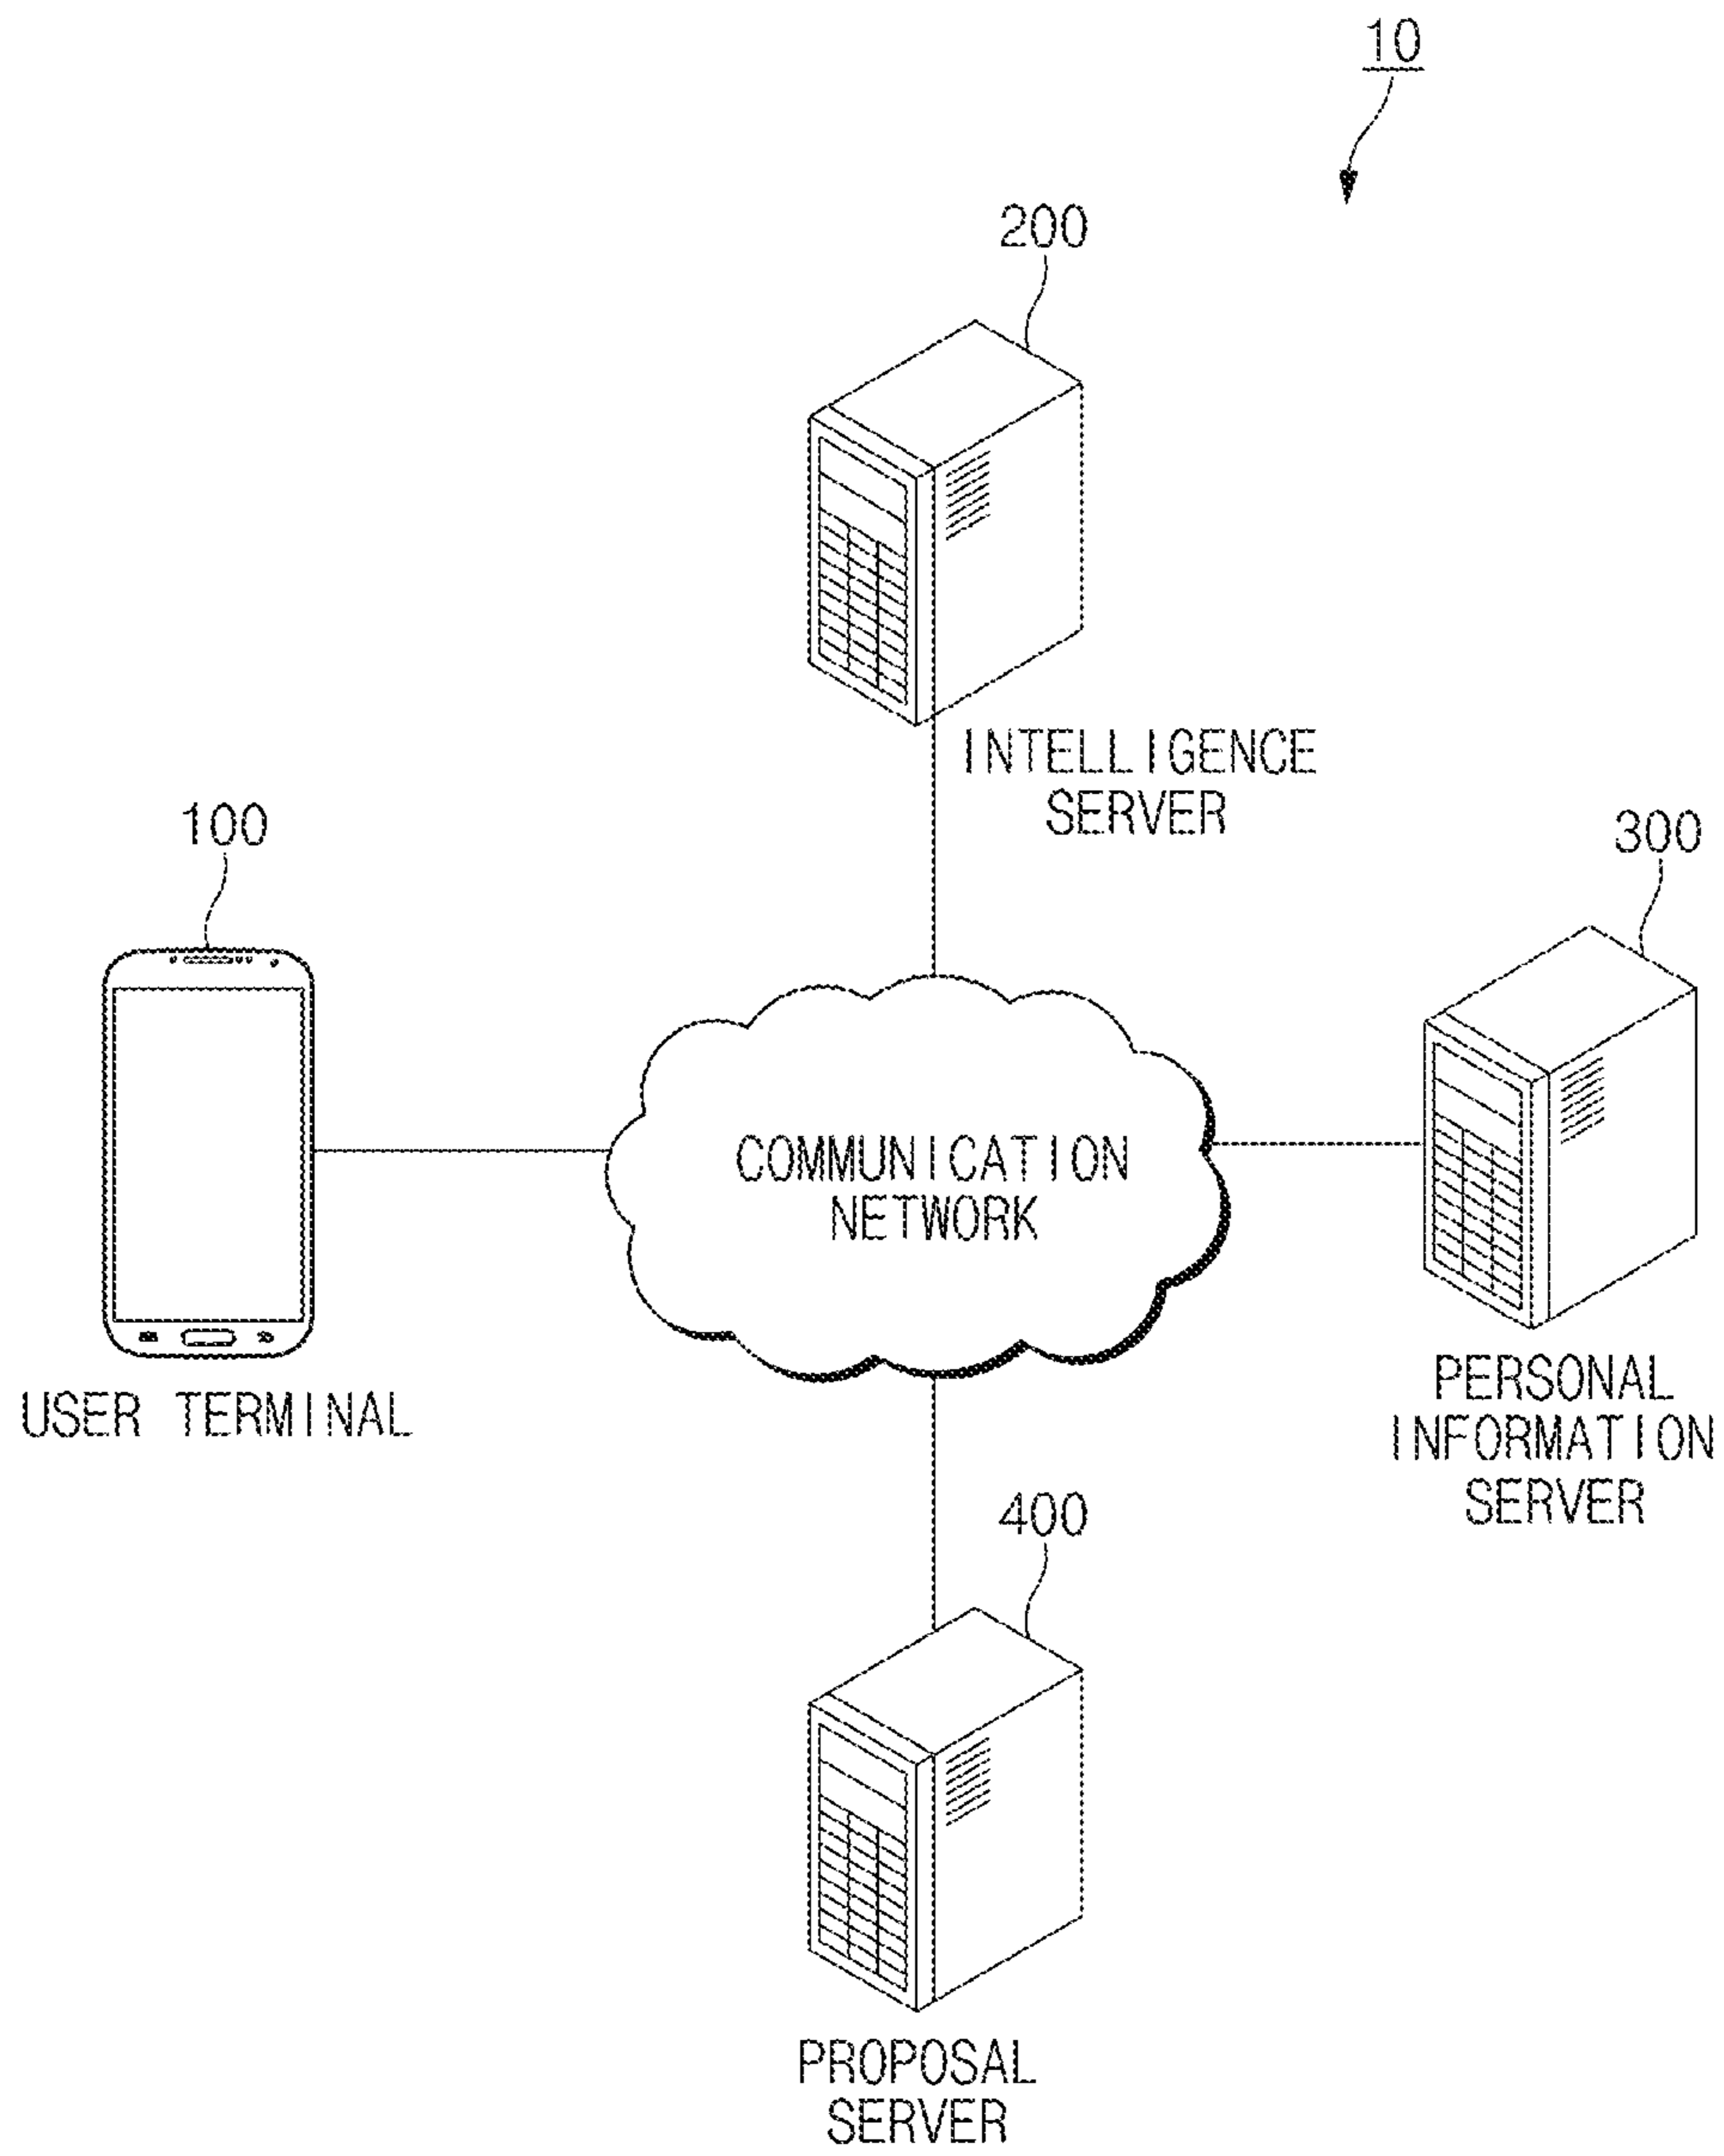 10
200
INTELLIGENCE
SERVER
100
300
COMMUNICATION
NETWORK
USER TERMINAL
PERSONAL
INFORMATION
SERVER
400
PROPOSAL
SERVER